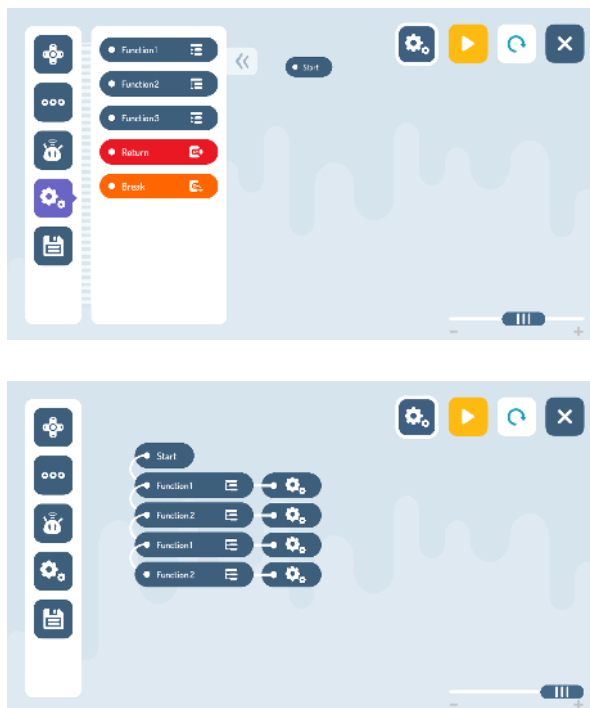 Function1
Start
Function2
Function3
Return
Break
Start
Function1
Function2
Function1
Function2